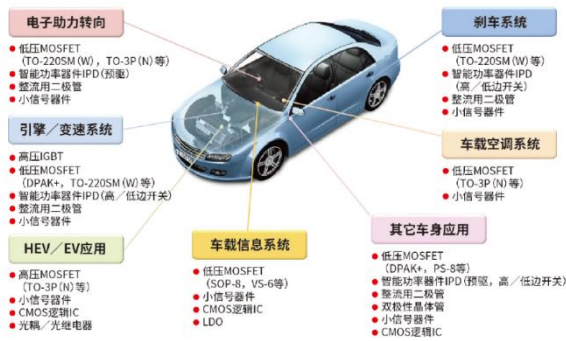 电子助力转向
● 低压MOSFET
（TO-220SM（W），TO-3P（N）等）
● 智能功率器件IPD（预驱）
● 整流用二极管
● 小信号器件
引擎／变速系统
● 高压IGBT
● 低压MOSFET
（DPAK+，TO-220SM（W）等）
● 智能功率器件IPD（高／低边开关）
● 整流用二极管
● 小信号器件
HEV／EV应用
● 高压MOSFET
（TO-3P（N）等）
● 小信号器件
● CMOS逻辑IC
● 光耦／光继电器
车载信息系统
● 低压MOSFET
（SOP-8，VS-6等）
● 小信号器件
● CMOS逻辑IC
● LDO
刹车系统
● 低压MOSFET
（TO-220SM（W）等）
● 智能功率器件IPD
（高／低边开关）
● 整流用二极管
● 小信号器件
车载空调系统
● 低压MOSFET
（TO-3P（N）等）
● 小信号器件
其它车身应用
● 低压MOSFET
（DPAK+，PS-8等）
● 智能功率器件IPD（预驱，高／低边开关）
● 整流用二极管
● 双极性晶体管
● 小信号器件
● CMOS逻辑IC